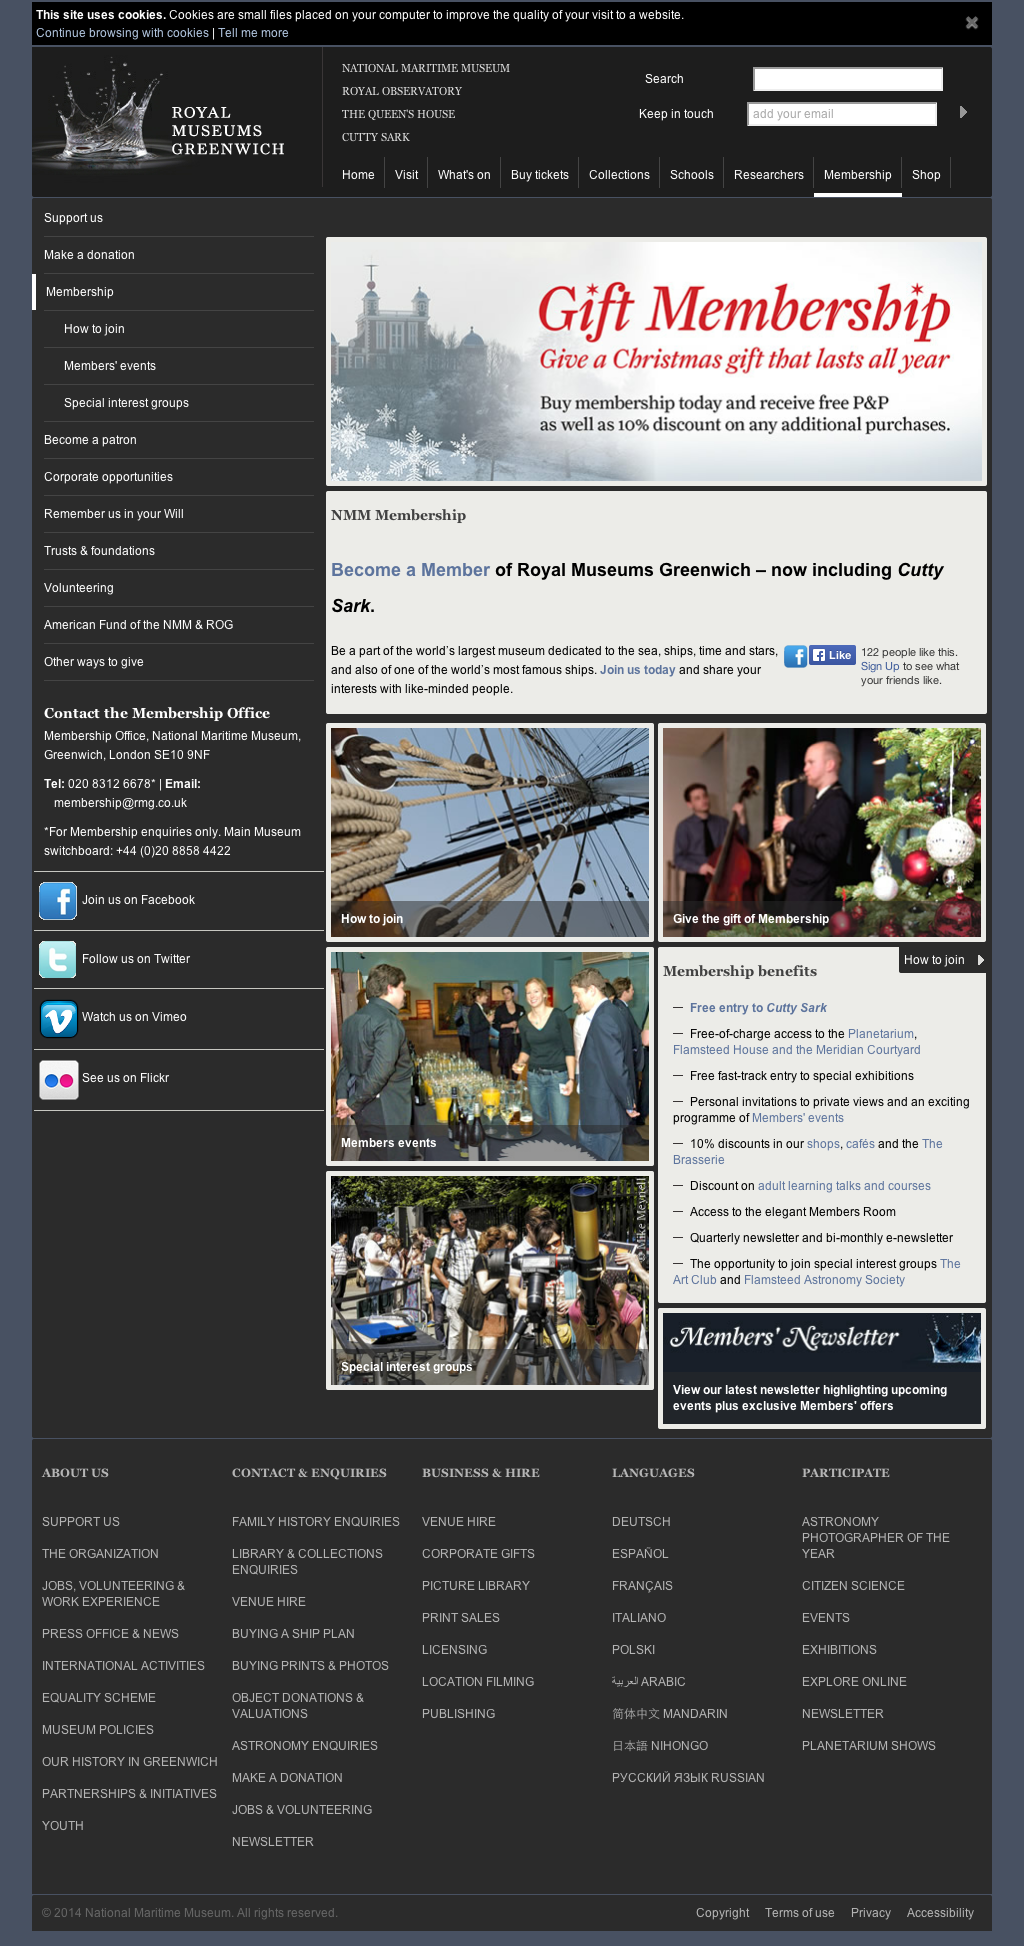 This site uses cookies. Cookies are small files placed on your computer to improve the quality of your visit to a website.
Continue browsing with cookies | Tell me more
ROYAL
MUSEUMS
GREENWICH
NATIONAL MARITIME MUSEUM
ROYAL OBSERVATORY
THE QUEEN'S HOUSE
CUTTY SARK
Search
Keep in touch
add your email
Home
Visit
What's on
Buy tickets
Collections
Schools
Researchers
Membership
Shop
Support us
Make a donation
Membership
How to join
Members' events
Special interest groups
Become a patron
Corporate opportunities
Remember us in your Will
Trusts & foundations
Volunteering
American Fund of the NMM & ROG
Other ways to give
Contact the Membership Office
Membership Office, National Maritime Museum,
Greenwich, London SE10 9NF
Tel: 020 8312 6678* | Email:
membership@rmg.co.uk
*For Membership enquiries only. Main Museum
switchboard: +44 (0)20 8858 4422
Join us on Facebook
Follow us on Twitter
Watch us on Vimeo
See us on Flickr
Gift Membership
Give a Christmas gift that lasts all year
Buy membership today and receive free P&P
as well as 10% discount on any additional purchases.
NMM Membership
Become a Member of Royal Museums Greenwich – now including Cutty
Sark.
Be a part of the world's largest museum dedicated to the sea, ships, time and stars,
and also of one of the world's most famous ships. Join us today and share your
interests with like-minded people.
Like
122 people like this.
Sign Up to see what
your friends like.
How to join
Give the gift of Membership
Members events
© Mike Meynell
Special interest groups
Membership benefits
How to join
— Free entry to Cutty Sark
— Free-of-charge access to the Planetarium,
Flamsteed House and the Meridian Courtyard
— Free fast-track entry to special exhibitions
— Personal invitations to private views and an exciting
programme of Members' events
— 10% discounts in our shops, cafés and the The
Brasserie
— Discount on adult learning talks and courses
— Access to the elegant Members Room
— Quarterly newsletter and bi-monthly e-newsletter
— The opportunity to join special interest groups The
Art Club and Flamsteed Astronomy Society
Members' Newsletter
View our latest newsletter highlighting upcoming
events plus exclusive Members' offers
ABOUT US
SUPPORT US
THE ORGANIZATION
JOBS, VOLUNTEERING &
WORK EXPERIENCE
PRESS OFFICE & NEWS
INTERNATIONAL ACTIVITIES
EQUALITY SCHEME
MUSEUM POLICIES
OUR HISTORY IN GREENWICH
PARTNERSHIPS & INITIATIVES
YOUTH
CONTACT & ENQUIRIES
FAMILY HISTORY ENQUIRIES
LIBRARY & COLLECTIONS
ENQUIRIES
VENUE HIRE
BUYING A SHIP PLAN
BUYING PRINTS & PHOTOS
OBJECT DONATIONS &
VALUATIONS
ASTRONOMY ENQUIRIES
MAKE A DONATION
JOBS & VOLUNTEERING
NEWSLETTER
BUSINESS & HIRE
VENUE HIRE
CORPORATE GIFTS
PICTURE LIBRARY
PRINT SALES
LICENSING
LOCATION FILMING
PUBLISHING
LANGUAGES
DEUTSCH
ESPAÑOL
FRANÇAIS
ITALIANO
POLSKI
العربية ARABIC
简体中文 MANDARIN
日本語 NIHONGO
РУССКИЙ ЯЗЫК RUSSIAN
PARTICIPATE
ASTRONOMY
PHOTOGRAPHER OF THE
YEAR
CITIZEN SCIENCE
EVENTS
EXHIBITIONS
EXPLORE ONLINE
NEWSLETTER
PLANETARIUM SHOWS
© 2014 National Maritime Museum. All rights reserved.
Copyright
Terms of use
Privacy
Accessibility